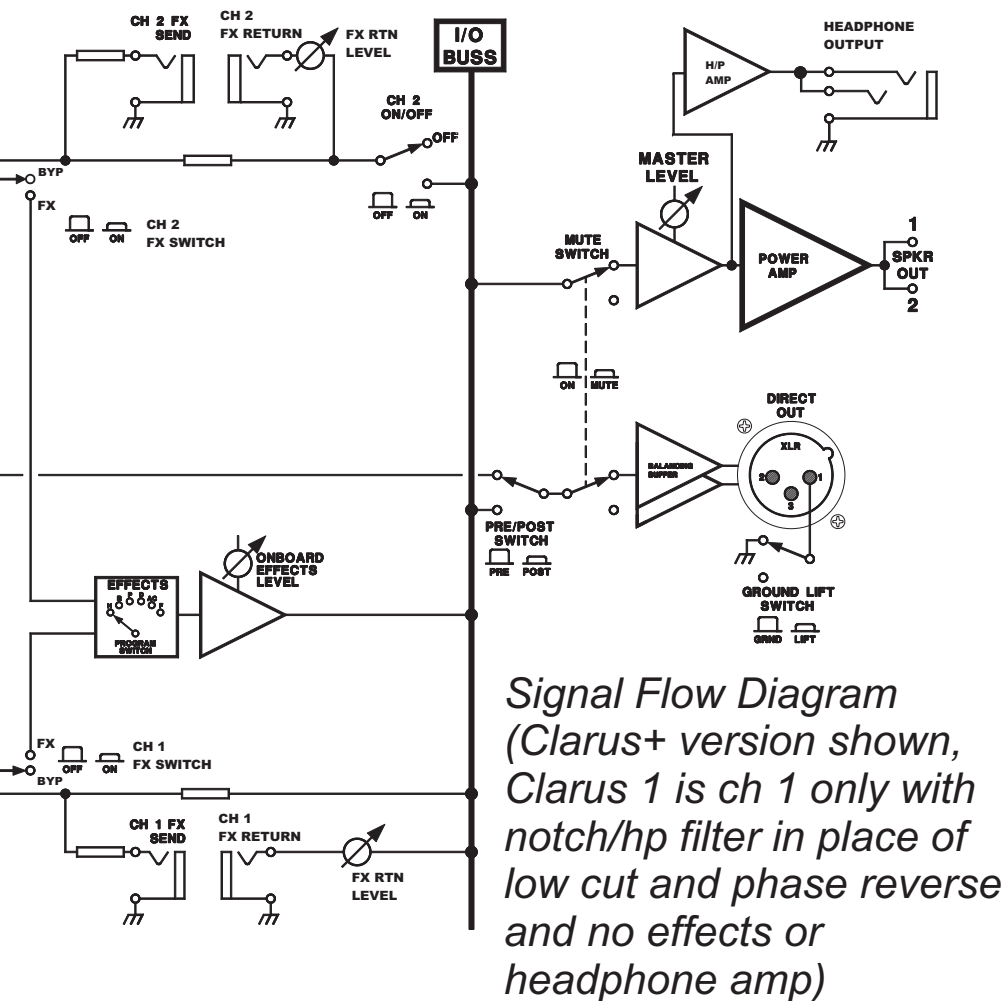 CH 2 FX
SEND
CH 2
FX RETURN
FX RTN
LEVEL
I/O
BUSS
HEADPHONE
OUTPUT
H/P
AMP
CH 2
ON/OFF
OFF
BYP
FX
OFF
ON
CH 2
FX SWITCH
OFF
ON
MASTER
LEVEL
MUTE
SWITCH
POWER
AMP
1
SPKR
OUT
2
ON
MUTE
DIRECT
OUT
XLR
2
1
3
BALANCING
BUFFER
PRE/POST
SWITCH
PRE
POST
GROUND LIFT
SWITCH
GRND
LIFT
ONBOARD
EFFECTS
LEVEL
EFFECTS
PROGRAM
SWITCH
FX
OFF
ON
CH 1
FX SWITCH
BYP
CH 1 FX
SEND
CH 1
FX RETURN
FX RTN
LEVEL
Signal Flow Diagram
(Clarus+ version shown,
Clarus 1 is ch 1 only with
notch/hp filter in place of
low cut and phase reverse
and no effects or
headphone amp)